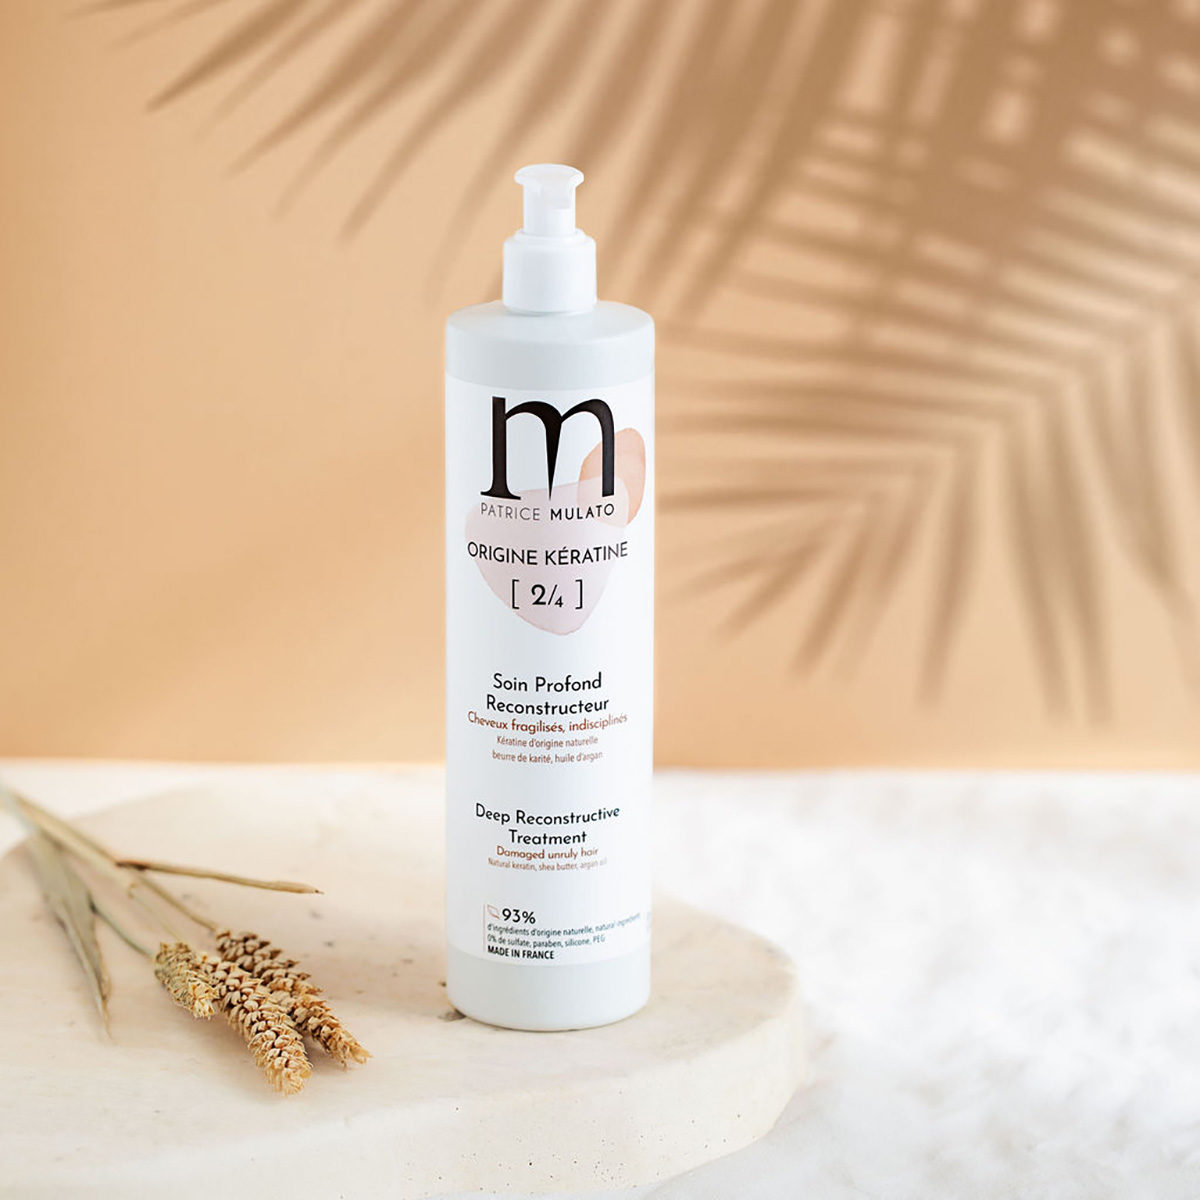 m
PATRICE MULATO
ORIGINE KÉRATINE
[ 2/4 ]
Soin Profond
Reconstructeur
Cheveux fragilisés, indisciplinés
Kératine d'origine naturelle
beurre de karité, huile d'argan
Deep Reconstructive
Treatment
Damaged unruly hair
Natural keratin, shea butter, argan oil
93%
d'ingrédients d'origine naturelle, natural ingredients
0% de sulfate, paraben, silicone, PEG
MADE IN FRANCE